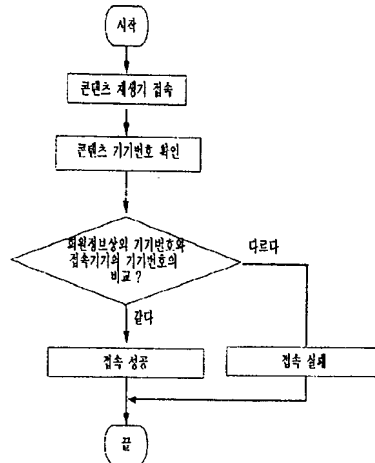 시작
콘텐츠 재생기 접속
콘텐츠 기기번호 확인
회원정보상의 기기번호와
접속기기의 기기번호의
비교 ?
다르다
같다
접속 성공
접속 실패
끝